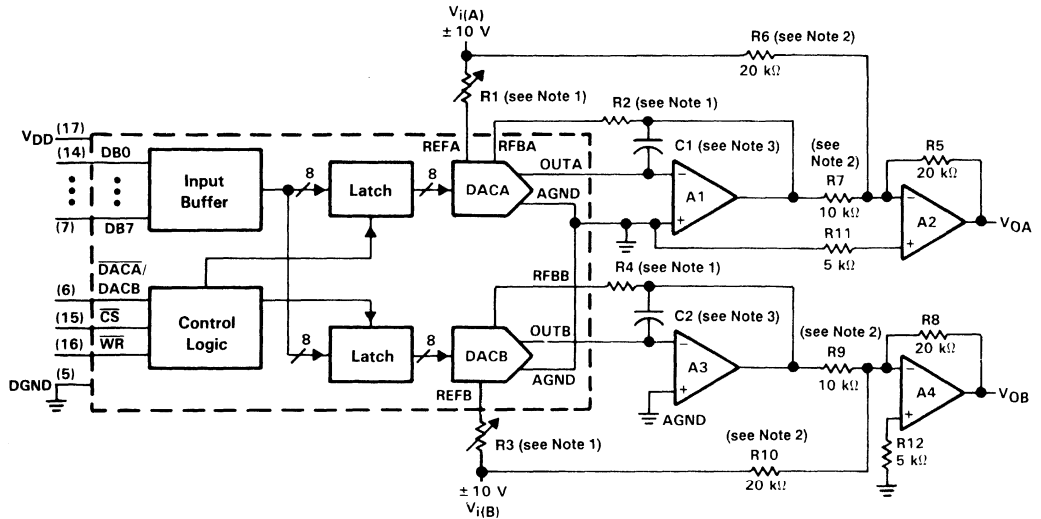 Vi(A)
± 10 V
R6 (see Note 2)
20 kΩ
R1 (see Note 1)
R2 (see Note 1)
VDD (17)
REFA
RFBA
C1 (see Note 3)
(see
Note 2)
R7
10 kΩ
R5
20 kΩ
(14) DB0
(7) DB7
Input
Buffer
8
Latch
8
DACA
OUTA
AGND
−
+
A1
R11
5 kΩ
−
+
A2
VOA
DACA/
DACB
(6)
(15) CS
(16) WR
(5)
DGND
Control
Logic
8
Latch
8
DACB
RFBB
OUTB
AGND
REFB
R4 (see Note 1)
C2 (see Note 3)
−
+
A3
AGND
(see Note 2)
R9
10 kΩ
R8
20 kΩ
−
+
A4
VOB
R12
5 kΩ
R3 (see Note 1)
(see Note 2)
R10
20 kΩ
± 10 V
Vi(B)